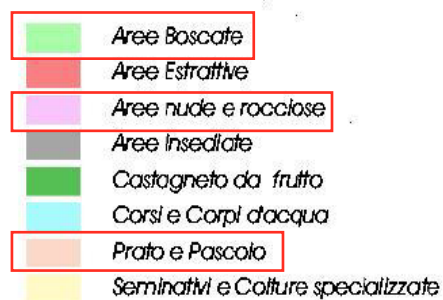 Aree Boscate
Aree Estrattive
Aree nude e rocciose
Aree Insediate
Castagneto da frutto
Corsi e Corpi d'acqua
Prato e Pascolo
Seminativi e Colture specializzate